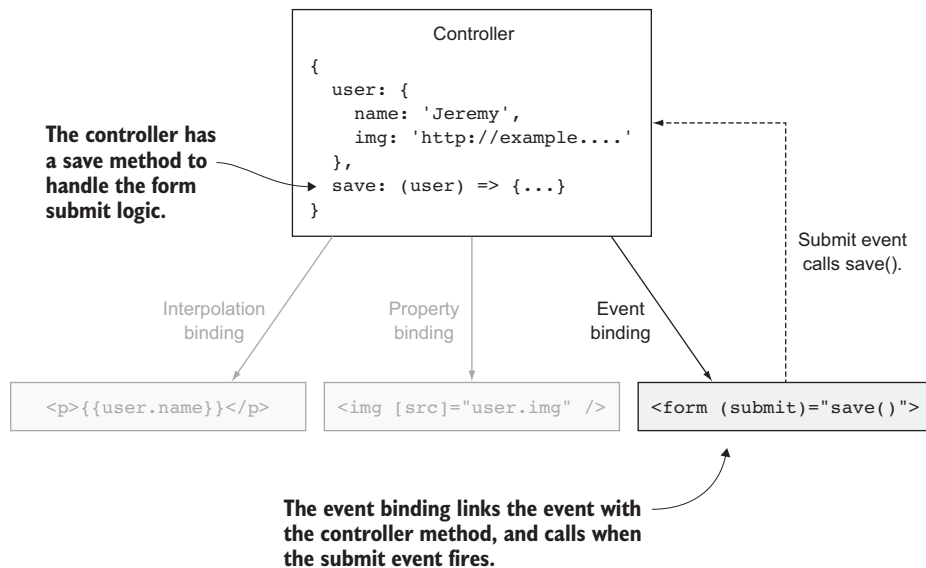 Controller
{
user: {
name: 'Jeremy',
img: 'http://example....'
},
save: (user) => {...}
}
The controller has
a save method to
handle the form
submit logic.
Submit event
calls save().
Interpolation
binding
Property
binding
Event
binding
<p>{{user.name}}</p>
<img [src]="user.img" />
<form (submit)="save()">
The event binding links the event with
the controller method, and calls when
the submit event fires.